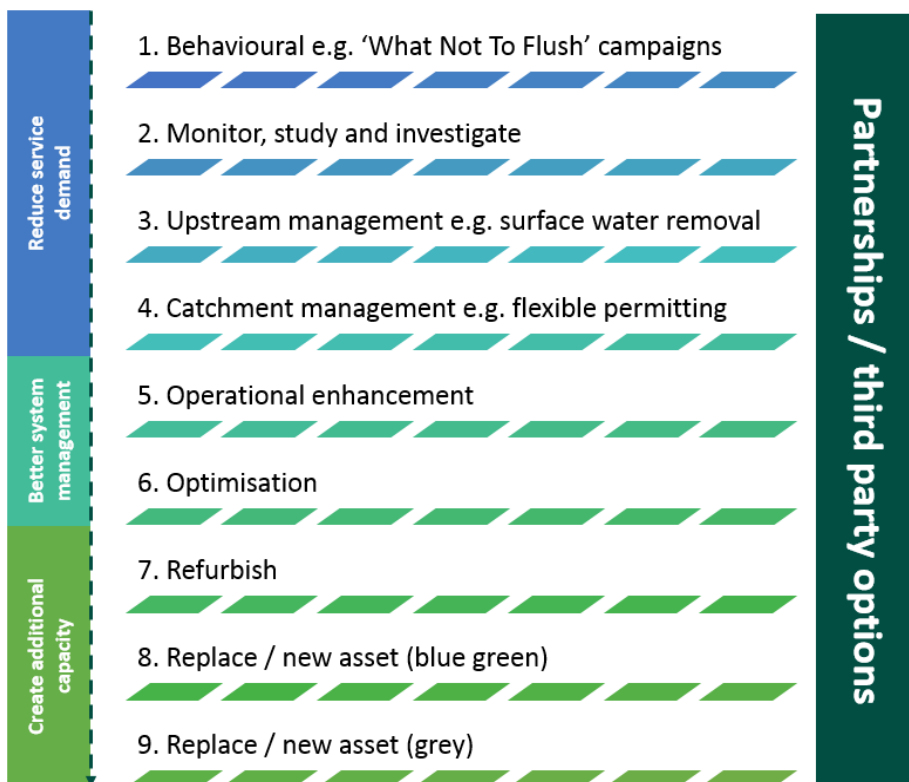 Reduce service
demand
Better system
management
Create additional
capacity
1. Behavioural e.g. ‘What Not To Flush’ campaigns
2. Monitor, study and investigate
3. Upstream management e.g. surface water removal
4. Catchment management e.g. flexible permitting
5. Operational enhancement
6. Optimisation
7. Refurbish
8. Replace / new asset (blue green)
9. Replace / new asset (grey)
Partnerships / third party options